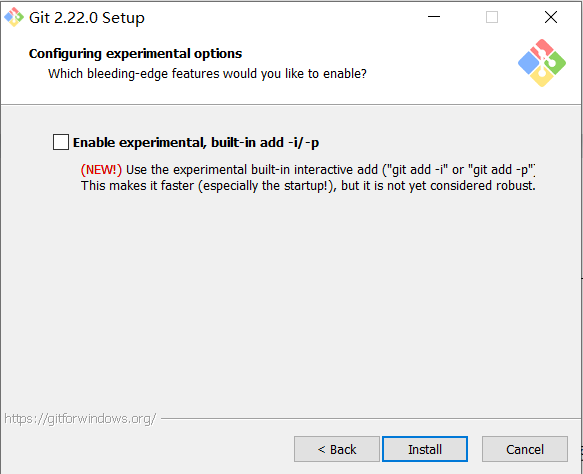 Git 2.22.0 Setup
Configuring experimental options
Which bleeding-edge features would you like to enable?
Enable experimental, built-in add -i/-p
(NEW!) Use the experimental built-in interactive add ("git add -i" or "git add -p")
This makes it faster (especially the startup!), but it is not yet considered robust.
https://gitforwindows.org/
< Back
Install
Cancel